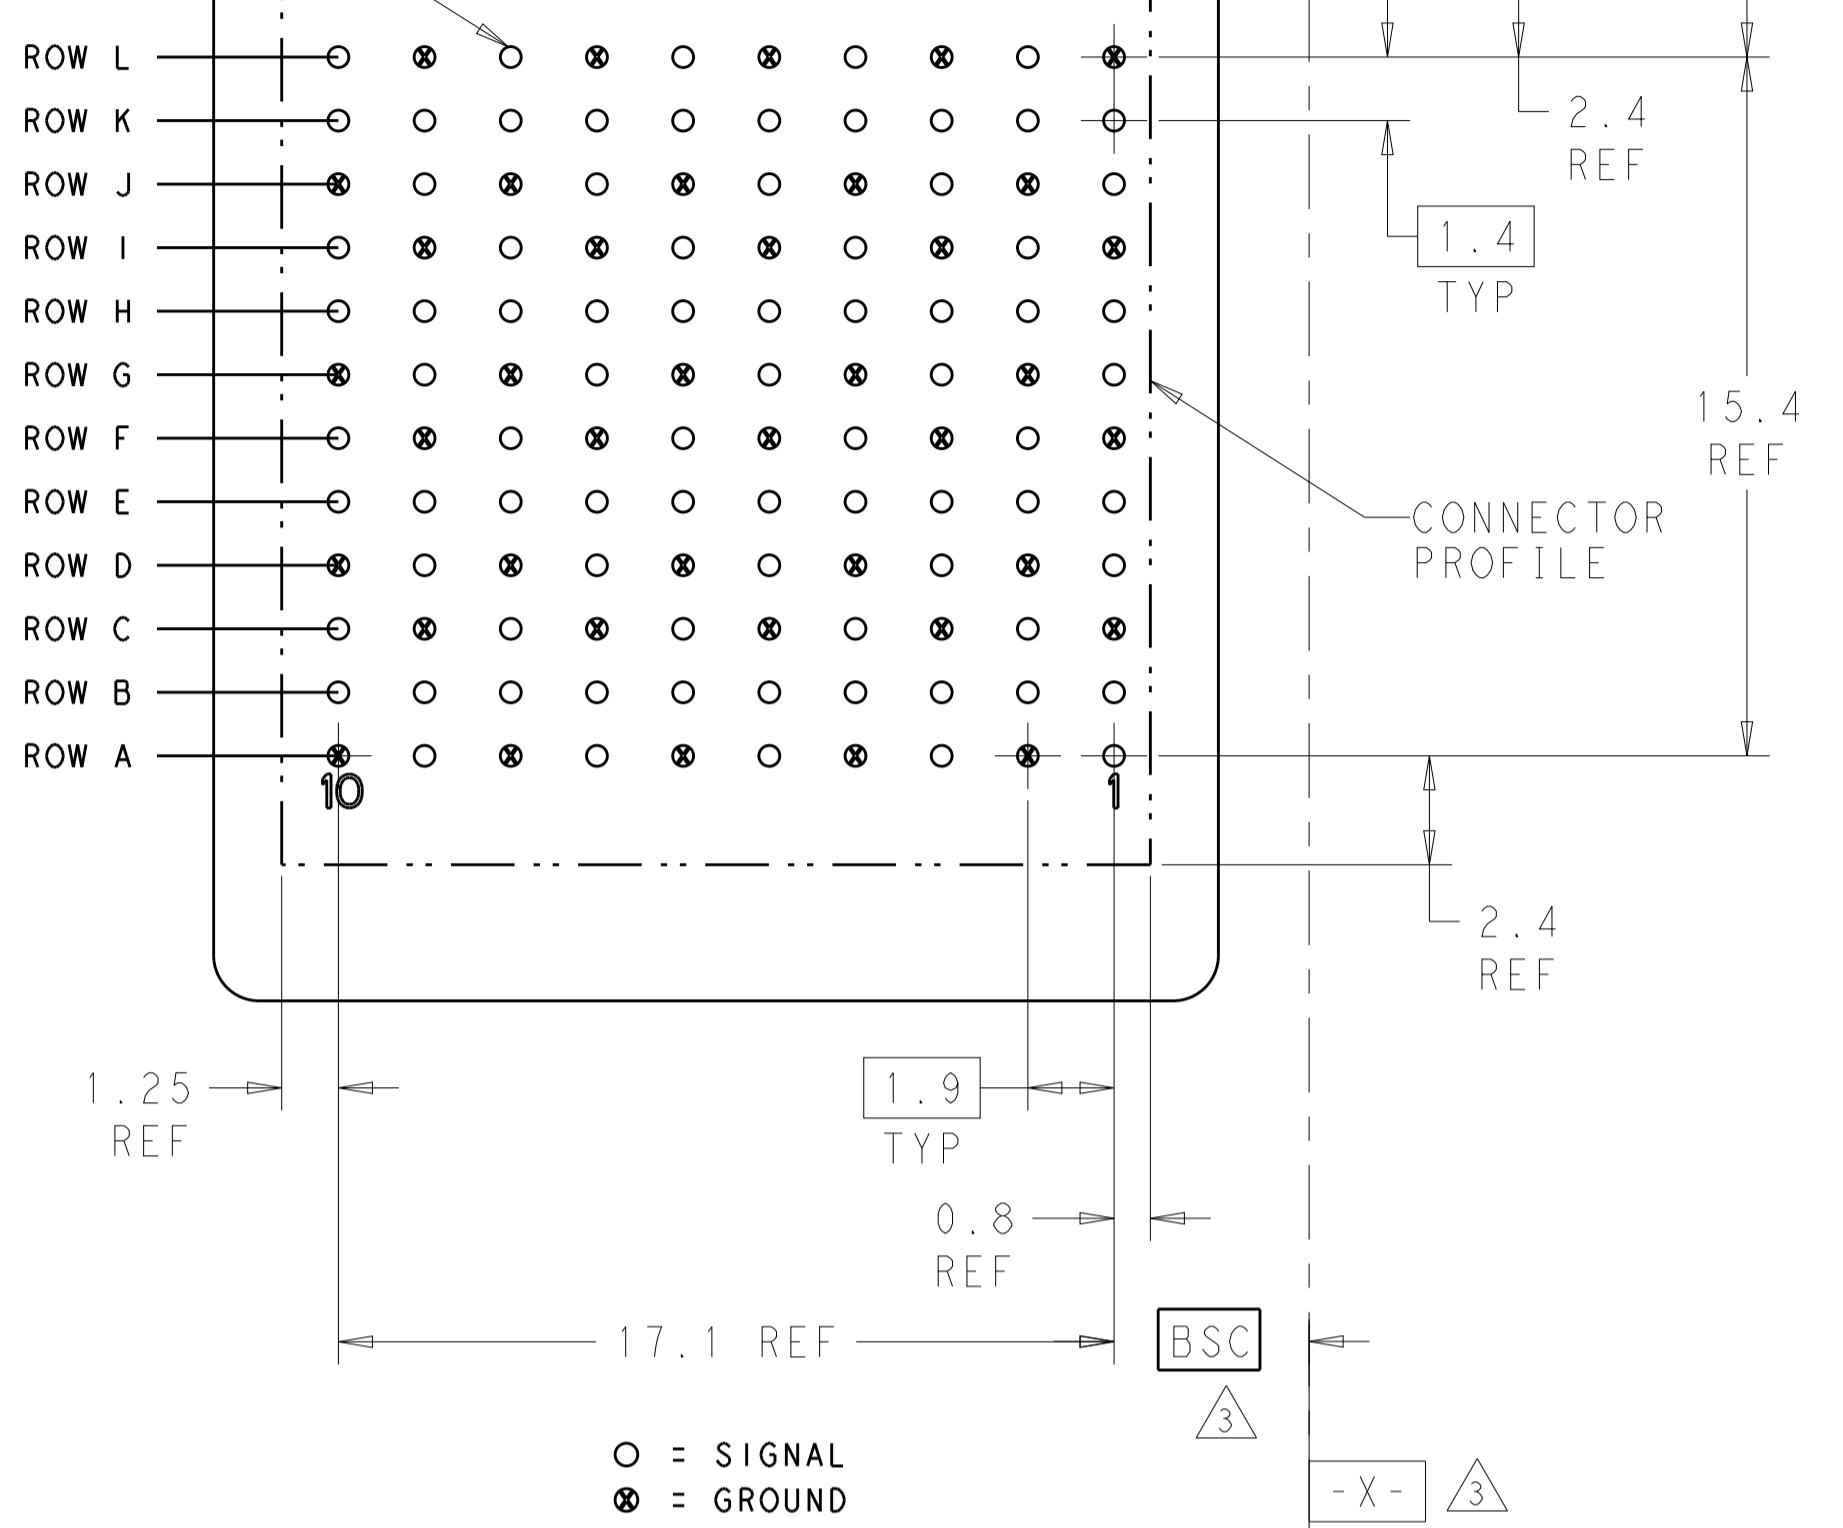 ROW L
ROW K
ROW J
ROW I
ROW H
ROW G
ROW F
ROW E
ROW D
ROW C
ROW B
ROW A
10
1
2.4
REF
1.4
TYP
15.4
REF
CONNECTOR
PROFILE
2.4
REF
1.25
REF
1.9
TYP
0.8
REF
17.1 REF
BSC
3
O = SIGNAL
⊗ = GROUND
-X-
3